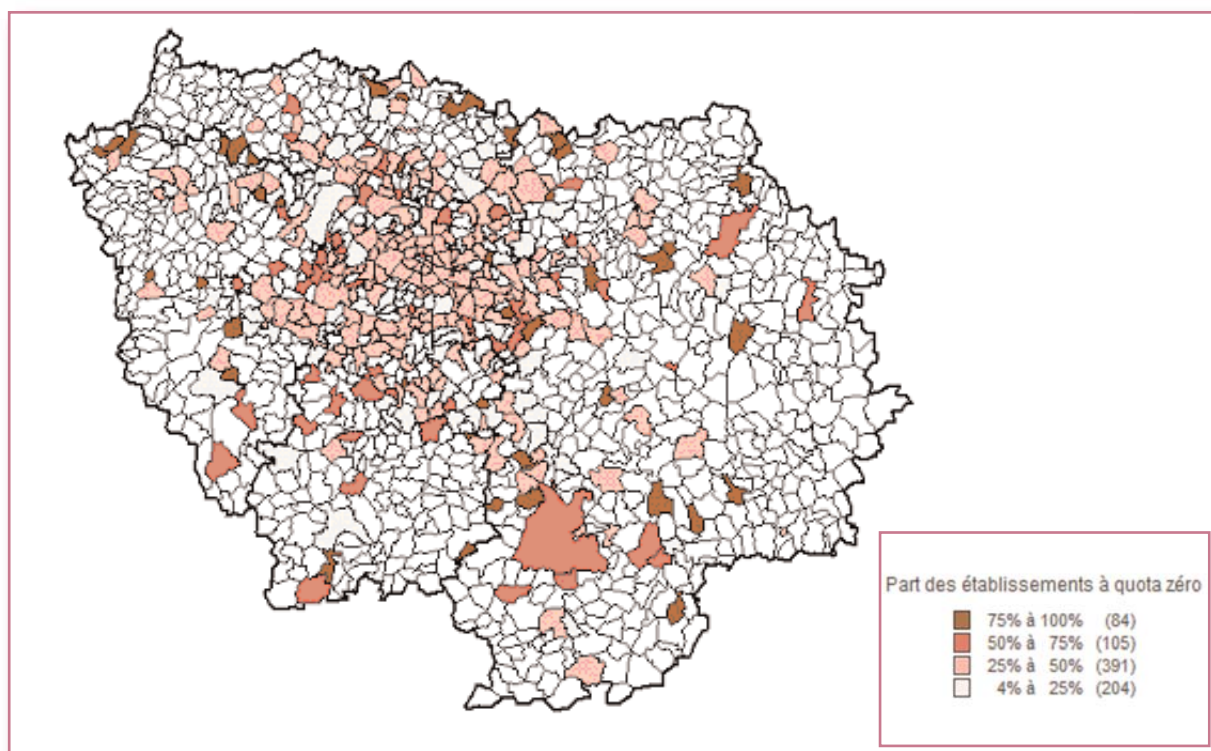 Part des établissements à quota zéro
75% à 100% (84)
50% à 75% (105)
25% à 50% (391)
4% à 25% (204)